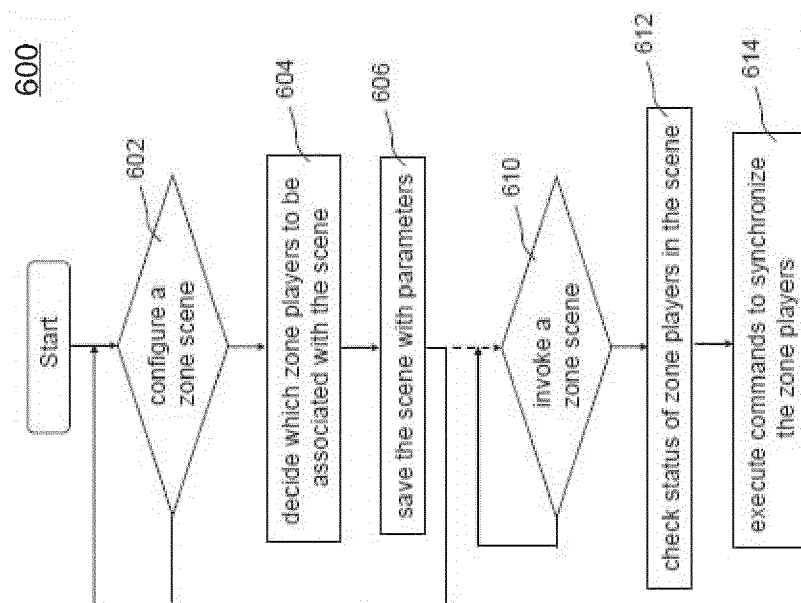 600
Start
602
configure a
zone scene
604
decide which zone players to be
associated with the scene
606
save the scene with parameters
610
invoke a
zone scene
612
check status of zone players in the scene
614
execute commands to synchronize
the zone players